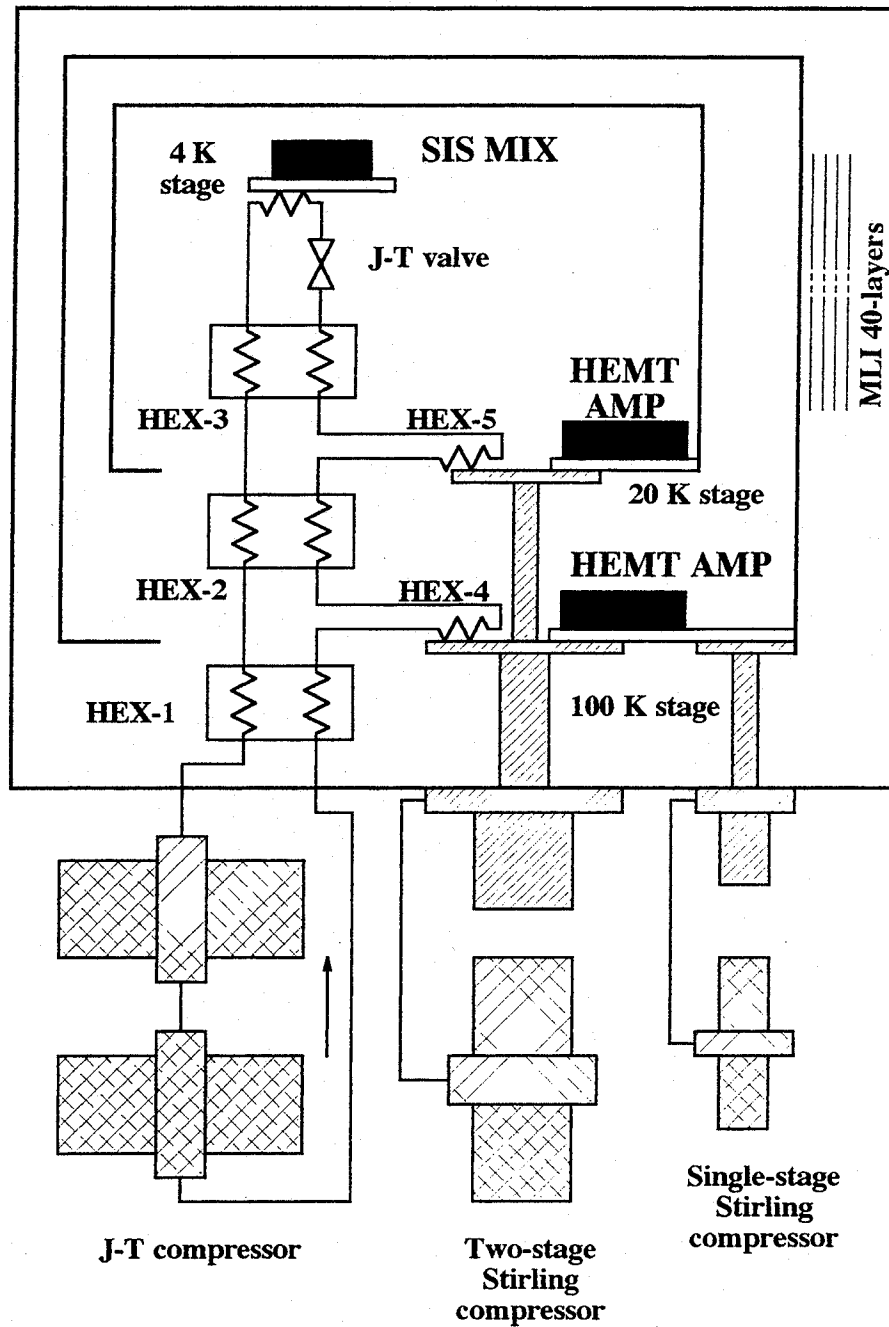 4 K
stage
SIS MIX
J-T valve
MLI 40-layers
HEMT
AMP
HEX-3
HEX-5
20 K stage
HEMT AMP
HEX-2
HEX-4
100 K stage
HEX-1
J-T compressor
Two-stage
Stirling
compressor
Single-stage
Stirling
compressor